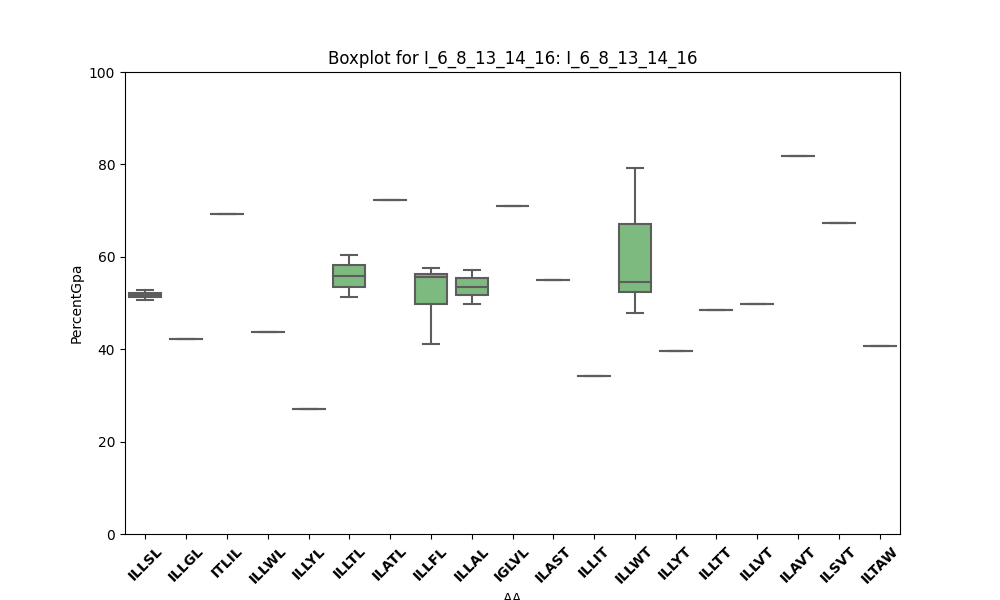 Boxplot for I_6_8_13_14_16: I_6_8_13_14_16
100
80
60
40
20
0
PercentGpa
ILLSL
ILLGL
ITLIL
ILLWL
ILLYL
ILLTL
ILATL
ILLFL
ILLAL
IGLVL
ILAST
ILLIT
ILLWT
ILLYT
ILLTT
ILLVT
ILAVT
ILSVT
ILTAW
AA